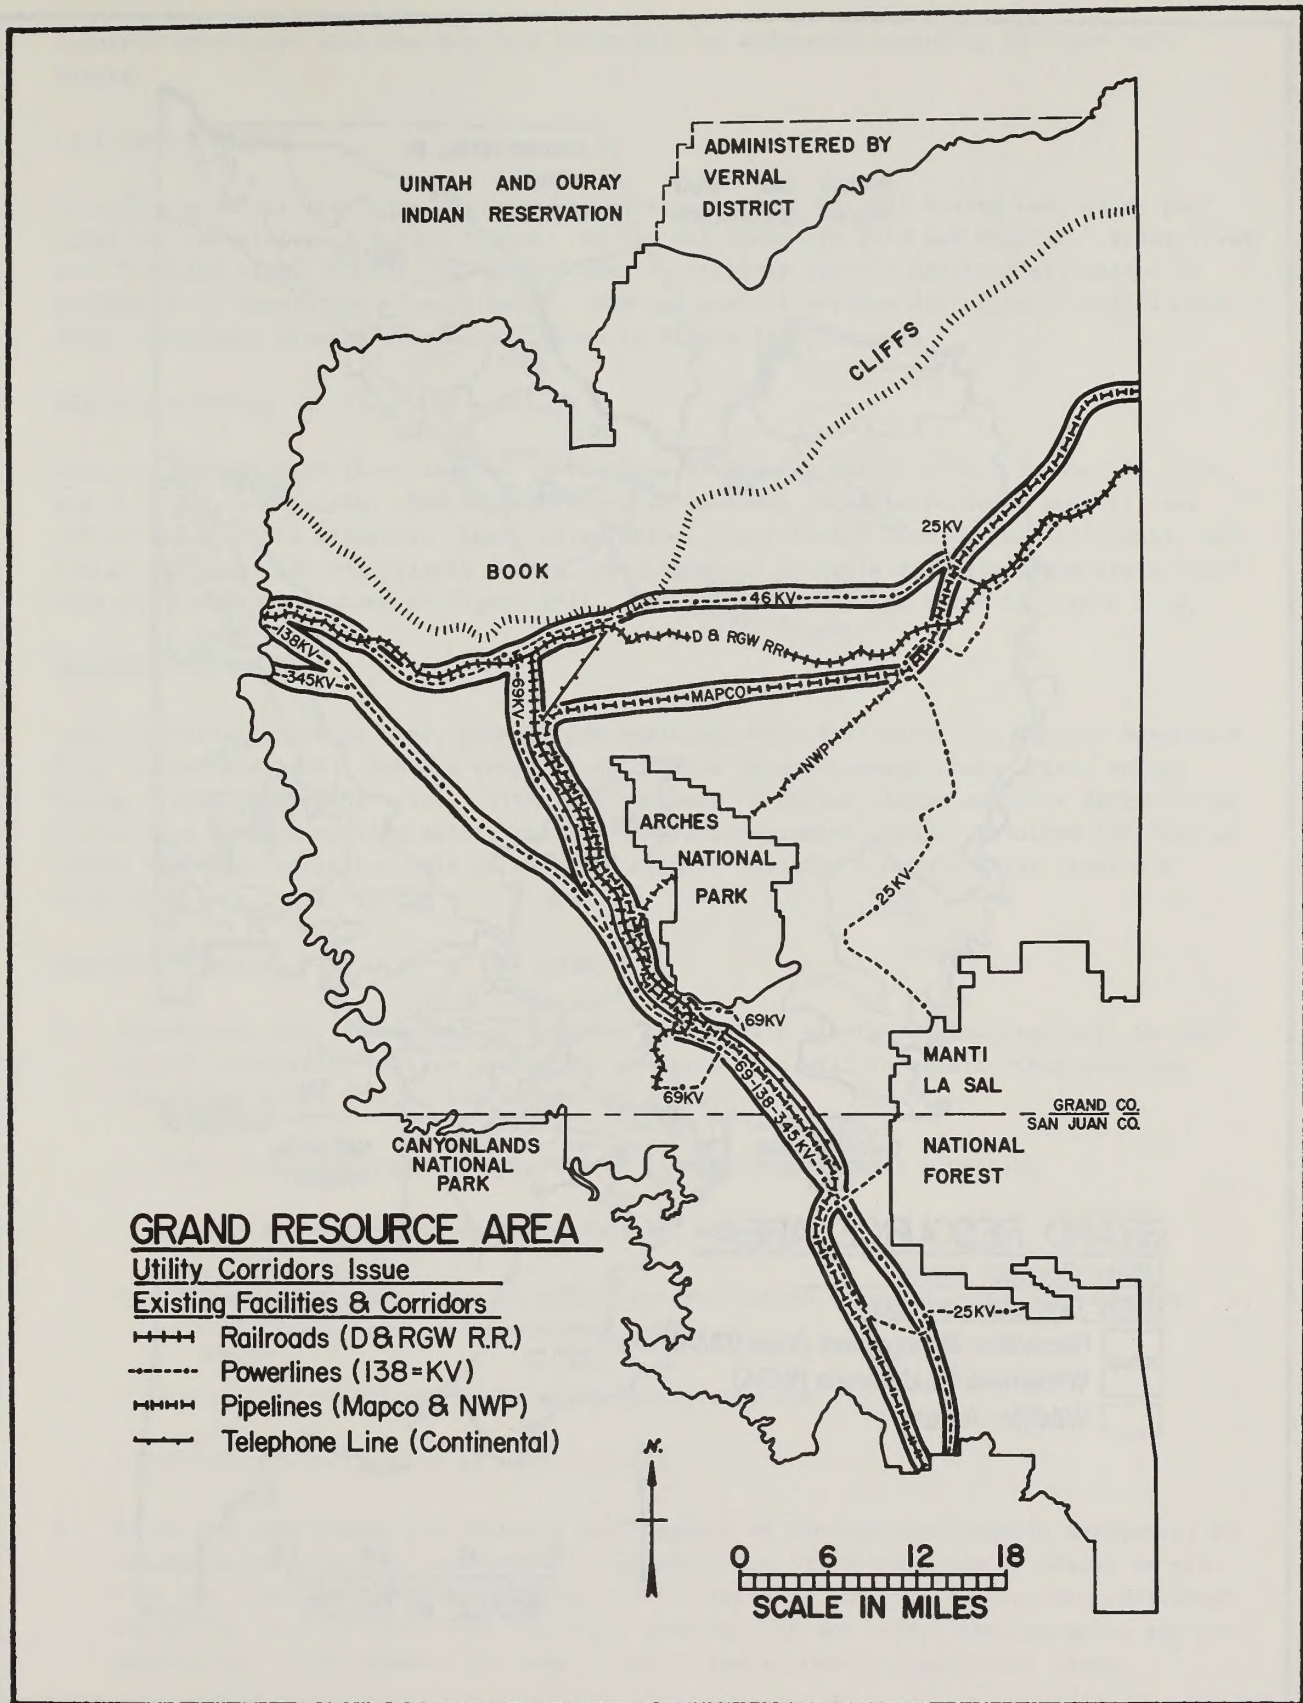 ADMINISTERED BY
VERNAL
DISTRICT
UINTAH AND OURAY
INDIAN RESERVATION
CLIFFS
25KV
BOOK
46KV
138KV
D & RGW RR
345KV
69KV
MAPCO
NWP
ARCHES
NATIONAL
PARK
25KV
69KV
MANTI
LA SAL
69-138-345KV
69KV
GRAND CO.
SAN JUAN CO.
CANYONLANDS
NATIONAL
PARK
NATIONAL
FOREST
GRAND RESOURCE AREA
Utility Corridors Issue
Existing Facilities & Corridors
Railroads (D&RGW R.R.)
Powerlines (138=KV)
Pipelines (Mapco & NWP)
Telephone Line (Continental)
25KV
N.
0 6 12 18
SCALE IN MILES